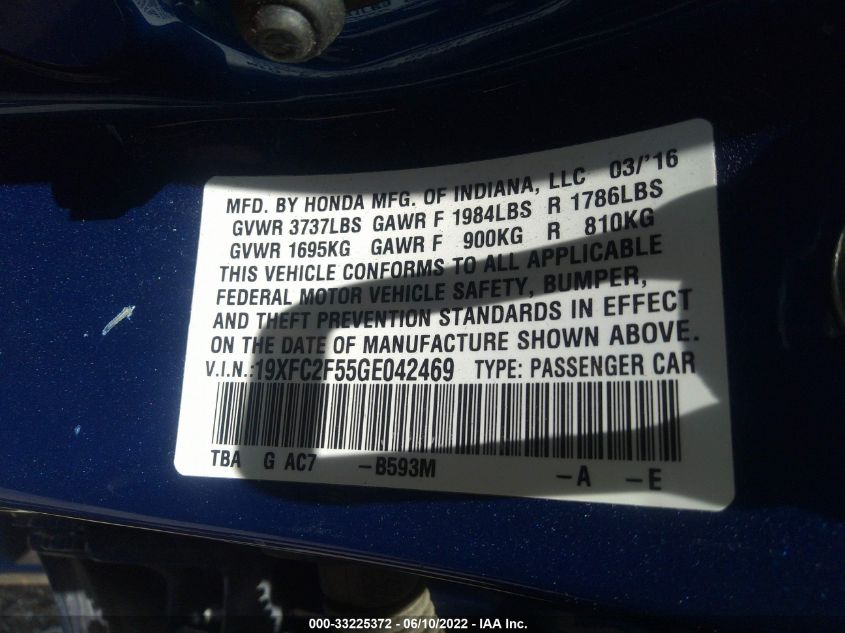 MFD. BY HONDA MFG. OF INDIANA, LLC 03/'16
GVWR 3737LBS GAWR F 1984LBS R 1786LBS
GVWR 1695KG GAWR F 900KG R 810KG
THIS VEHICLE CONFORMS TO ALL APPLICABLE
FEDERAL MOTOR VEHICLE SAFETY, BUMPER,
AND THEFT PREVENTION STANDARDS IN EFFECT
ON THE DATE OF MANUFACTURE SHOWN ABOVE.
V.I.N.:19XFC2F55GE042469 TYPE: PASSENGER CAR
TBA G AC7 –B593M –A –E
000-33225372 - 06/10/2022 - IAA Inc.